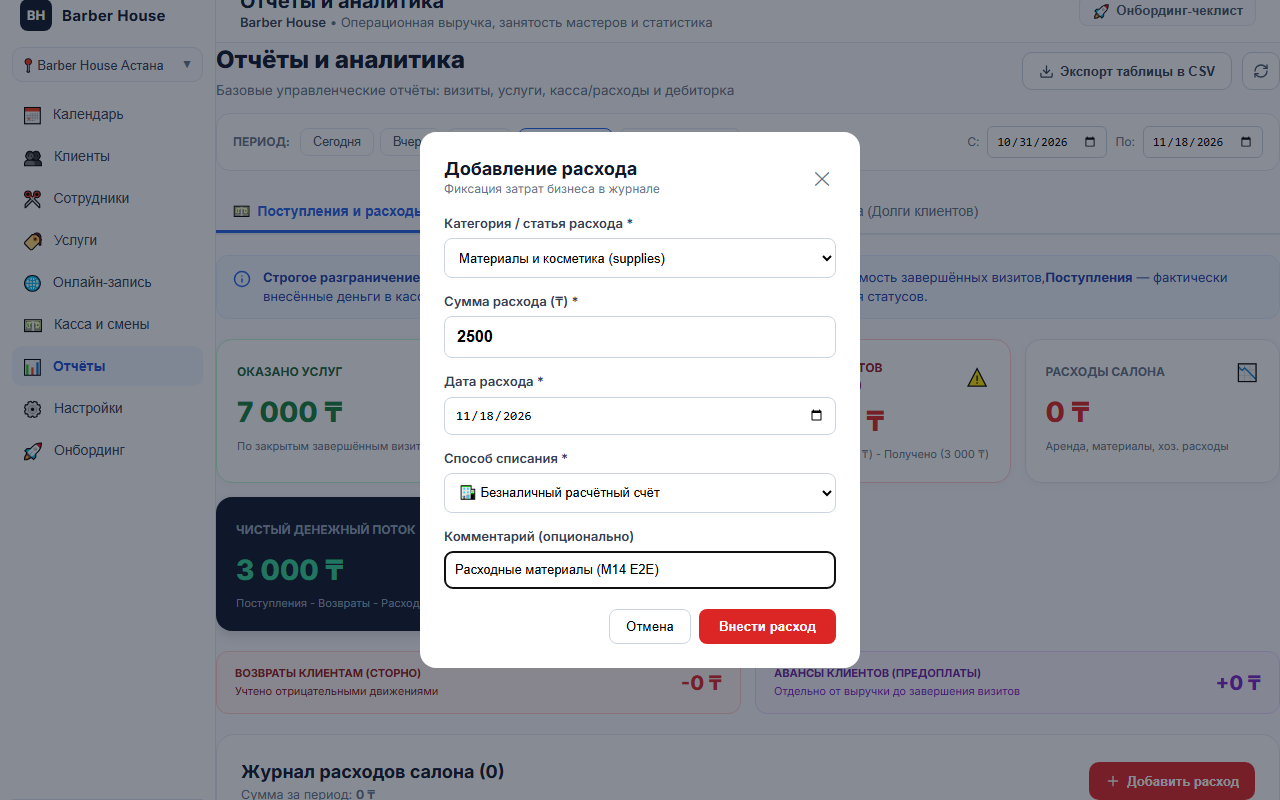 BH Barber House
Barber House Астана
Календарь
Клиенты
Сотрудники
Услуги
Онлайн-запись
Касса и смены
Отчёты
Настройки
Онбординг
Отчёты и аналитика
Barber House • Операционная выручка, занятость мастеров и статистика
Онбординг-чеклист
Отчёты и аналитика
Базовые управленческие отчёты: визиты, услуги, касса/расходы и дебиторка
Экспорт таблицы в CSV
ПЕРИОД:
Сегодня
С:
10/31/2026
По:
11/18/2026
Поступления и расходы
(Долги клиентов)
Строгое разграничение
завершённых визитов,Поступления — фактически
внесённые деньги в
статусов.
ОКАЗАНО УСЛУГ
7 000 ₸
По закрытым завершённым
₸
₸) - Получено (3 000 ₸)
РАСХОДЫ САЛОНА
0 ₸
Аренда, материалы, хоз. расходы
ЧИСТЫЙ ДЕНЕЖНЫЙ ПОТОК
3 000 ₸
Поступления - Возвраты -
ВОЗВРАТЫ КЛИЕНТАМ (СТОРНО)
Учтено отрицательными движениями
-0 ₸
АВАНСЫ КЛИЕНТОВ (ПРЕДОПЛАТЫ)
Отдельно от выручки до завершения визитов
+0 ₸
Журнал расходов салона (0)
Сумма за период: 0 ₸
+ Добавить расход
Добавление расхода
Фиксация затрат бизнеса в журнале
Категория / статья расхода *
Материалы и косметика (supplies)
Сумма расхода (₸) *
2500
Дата расхода *
11/18/2026
Способ списания *
Безналичный расчётный счёт
Комментарий (опционально)
Расходные материалы (M14 E2E)
Отмена
Внести расход